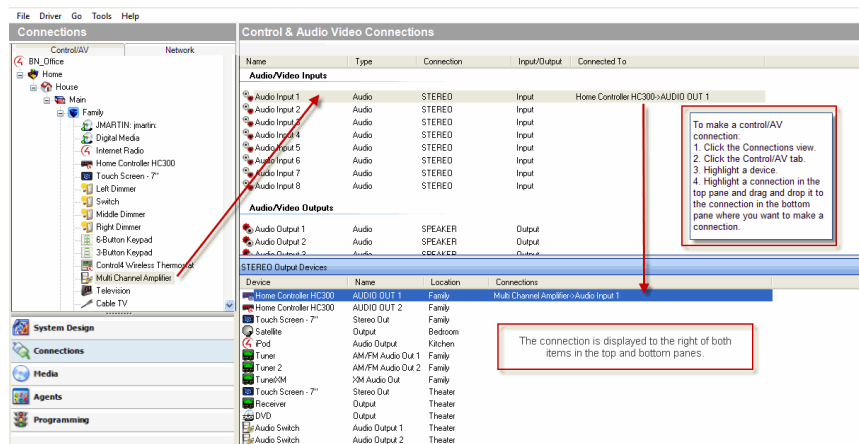 File Driver Go Tools Help
Connections
Control/AV Network
BN_Office
Home
House
Main
Family
JMARTIN: jmartin:
Digital Media
Internet Radio
Home Controller HC300
Touch Screen - 7"
Left Dimmer
Switch
Middle Dimmer
Right Dimmer
6-Button Keypad
3-Button Keypad
Control4 Wireless Thermostat
Multi Channel Amplifier
Television
Cable TV
System Design
Connections
Media
Agents
Programming
Control & Audio Video Connections
Name Type Connection Input/Output Connected To
Audio/Video Inputs
Audio Input 1 Audio STEREO Input Home Controller HC300->AUDIO OUT 1
Audio Input 2 Audio STEREO Input
Audio Input 3 Audio STEREO Input
Audio Input 4 Audio STEREO Input
Audio Input 5 Audio STEREO Input
Audio Input 6 Audio STEREO Input
Audio Input 7 Audio STEREO Input
Audio Input 8 Audio STEREO Input
Audio/Video Outputs
Audio Output 1 Audio SPEAKER Output
Audio Output 2 Audio SPEAKER Output
Audio Output 3 Audio SPEAKER Output
To make a control/AV
connection:
1. Click the Connections view.
2. Click the Control/AV tab.
3. Highlight a device.
4. Highlight a connection in the
top pane and drag and drop it to
the connection in the bottom
pane where you want to make a
connection.
STEREO Output Devices
Device Name Location Connections
Home Controller HC300 AUDIO OUT 1 Family Multi Channel Amplifier->Audio Input 1
Home Controller HC300 AUDIO OUT 2 Family
Touch Screen - 7" Stereo Out Family
Satellite Output Bedroom
iPod Audio Output Kitchen
Tuner AM/FM Audio Out 1 Family
Tuner 2 AM/FM Audio Out 2 Family
TunerXM XM Audio Out Family
Touch Screen - 7" Stereo Out Theater
Receiver Output Theater
DVD Output Theater
Audio Switch Audio Output 1 Theater
Audio Switch Audio Output 2 Theater
The connection is displayed to the right of both
items in the top and bottom panes.